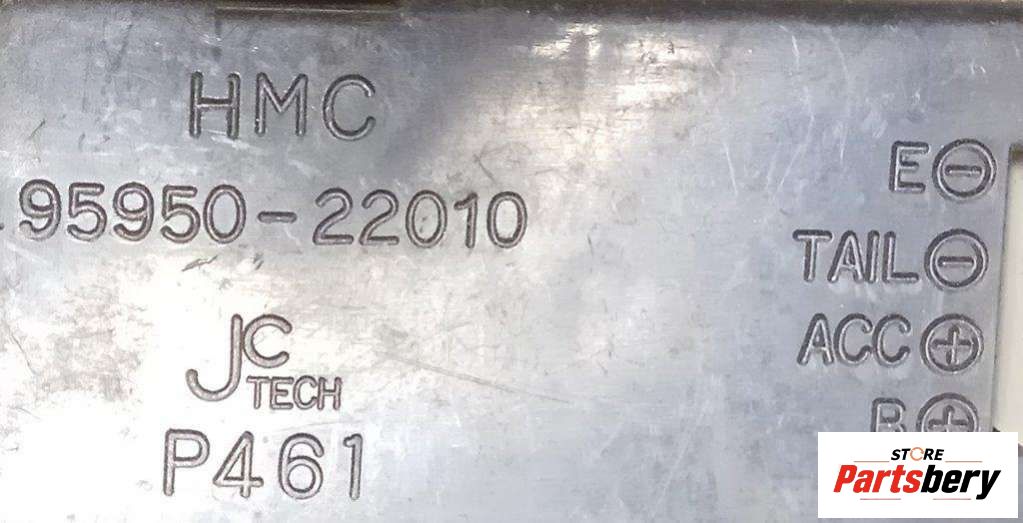 HMC
95950-22010
JC
TECH
P461
E⊖
TAIL⊖
ACC⊕
B⊕
STORE
Partsbery